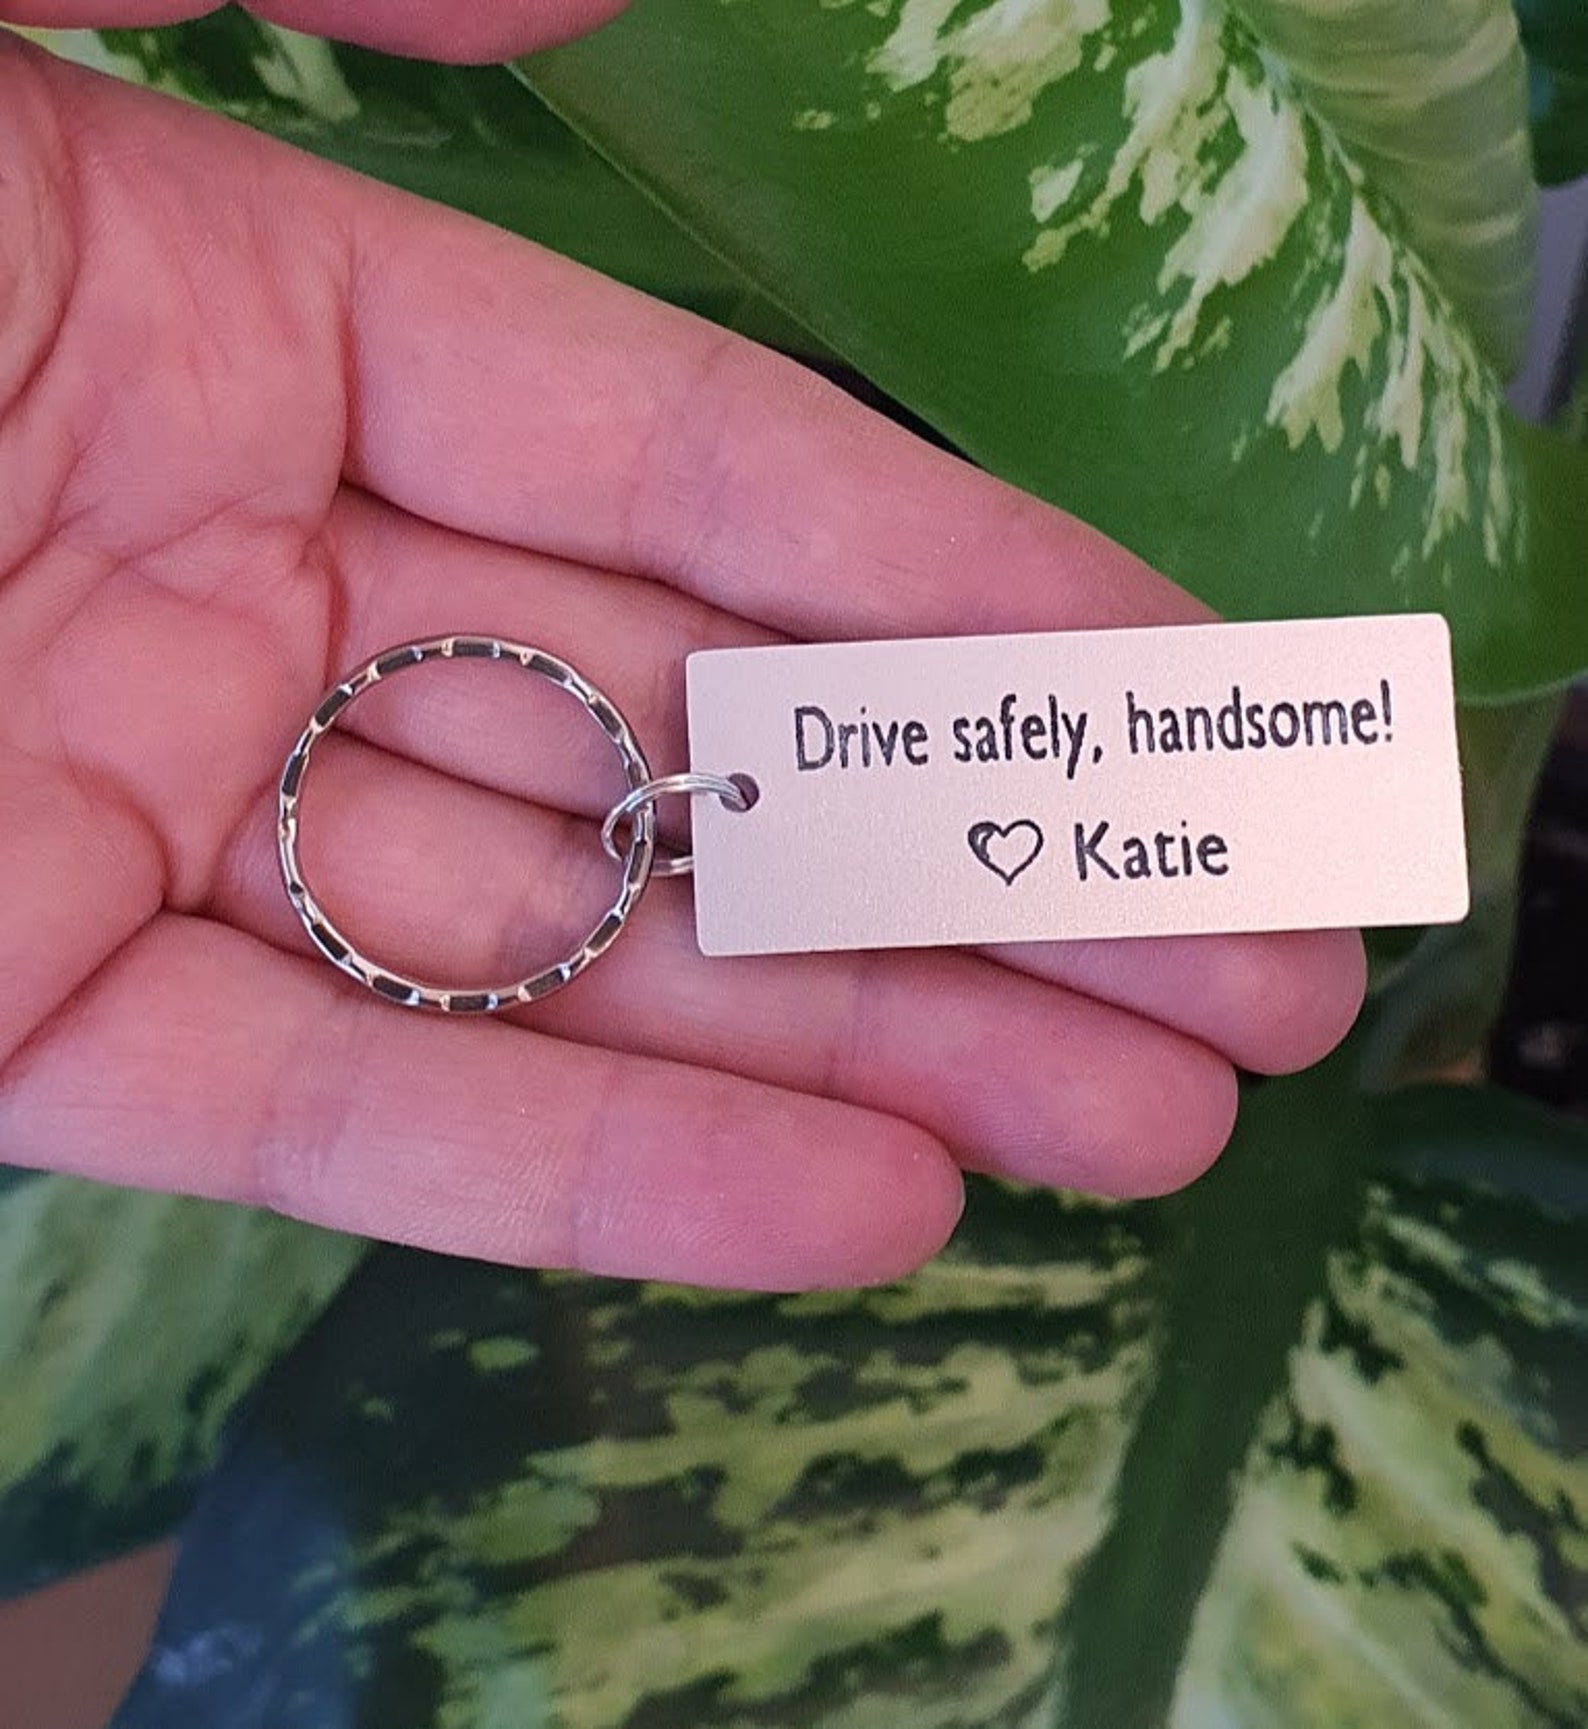 Drive safely, handsome!
♡ Katie